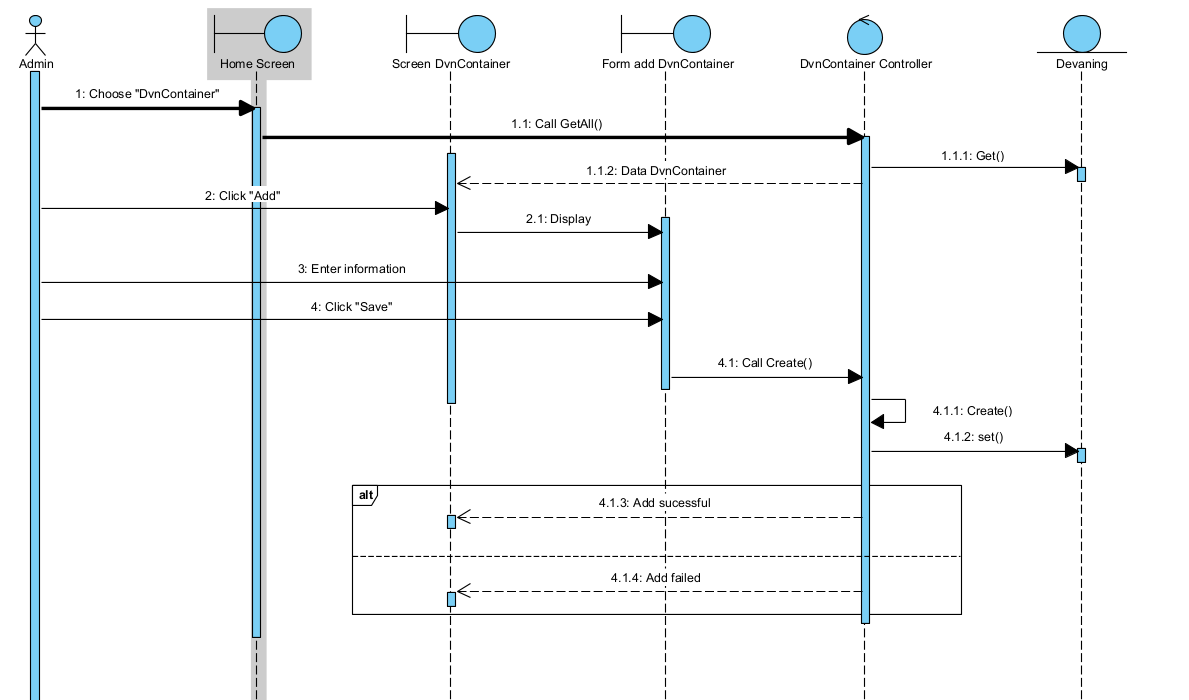 Admin
Home Screen
Screen DvnContainer
Form add DvnContainer
DvnContainer Controller
Devaning
1: Choose "DvnContainer"
1.1: Call GetAll()
1.1.1: Get()
1.1.2: Data DvnContainer
2: Click "Add"
2.1: Display
3: Enter information
4: Click "Save"
4.1: Call Create()
4.1.1: Create()
4.1.2: set()
alt
4.1.3: Add sucessful
4.1.4: Add failed